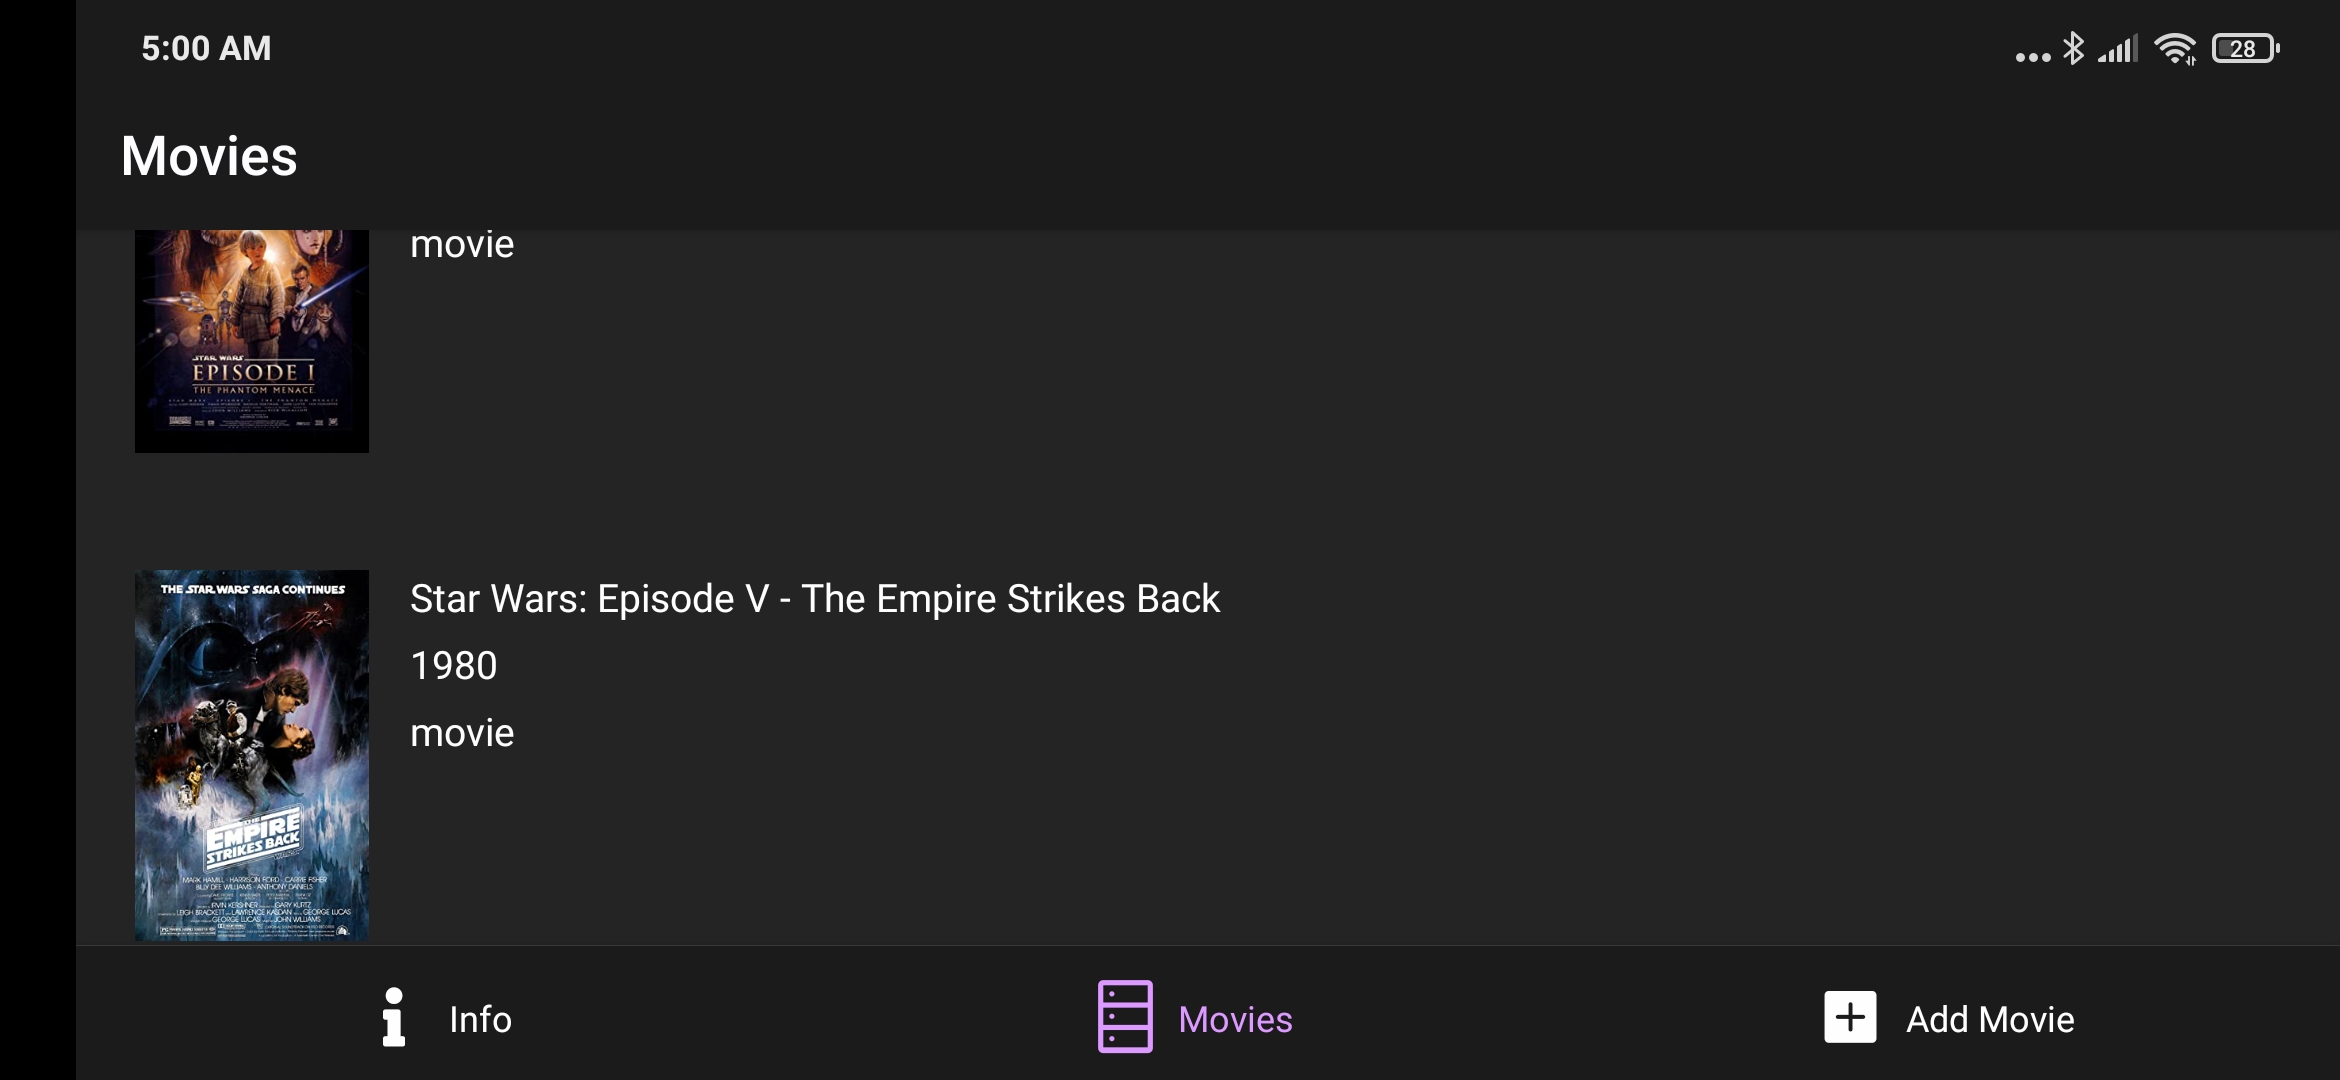 5:00 AM
28
Movies
movie
STAR WARS
EPISODE I
THE PHANTOM MENACE
THE STAR WARS SAGA CONTINUES
Star Wars: Episode V - The Empire Strikes Back
1980
movie
THE
EMPIRE
STRIKES BACK
MARK HAMILL · HARRISON FORD · CARRIE FISHER
BILLY DEE WILLIAMS · ANTHONY DANIELS
IRVIN KERSHNER GARY KURTZ
LEIGH BRACKETT LAWRENCE KASDAN GEORGE LUCAS
GEORGE LUCAS JOHN WILLIAMS
Info
Movies
Add Movie